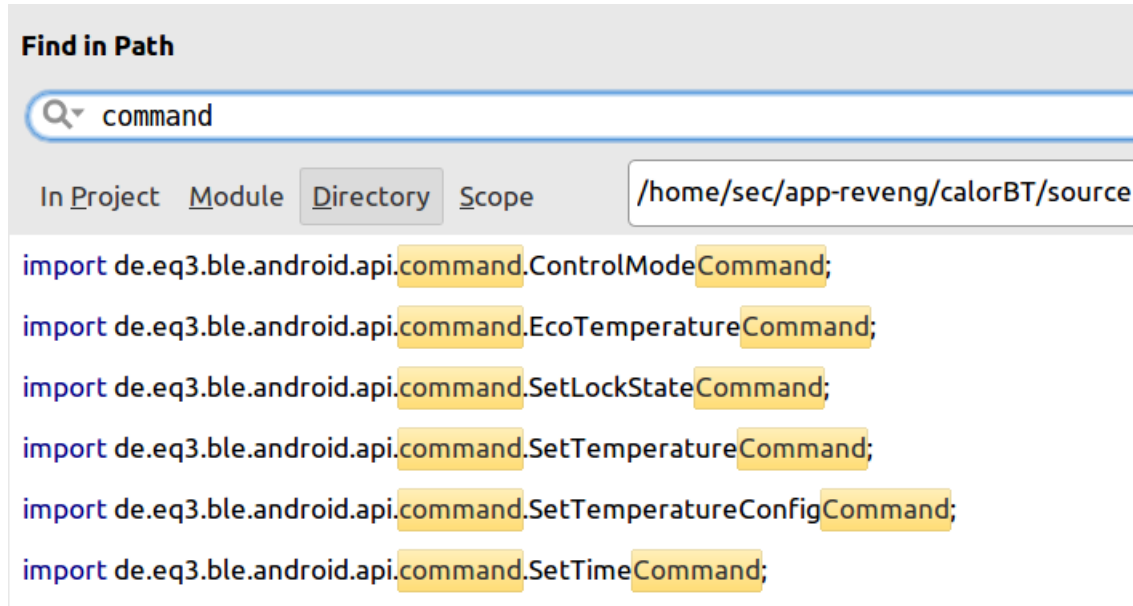 Find in Path
command
In Project Module Directory Scope /home/sec/app-reveng/calorBT/source
import de.eq3.ble.android.api.command.ControlModeCommand;
import de.eq3.ble.android.api.command.EcoTemperatureCommand;
import de.eq3.ble.android.api.command.SetLockStateCommand;
import de.eq3.ble.android.api.command.SetTemperatureCommand;
import de.eq3.ble.android.api.command.SetTemperatureConfigCommand;
import de.eq3.ble.android.api.command.SetTimeCommand;